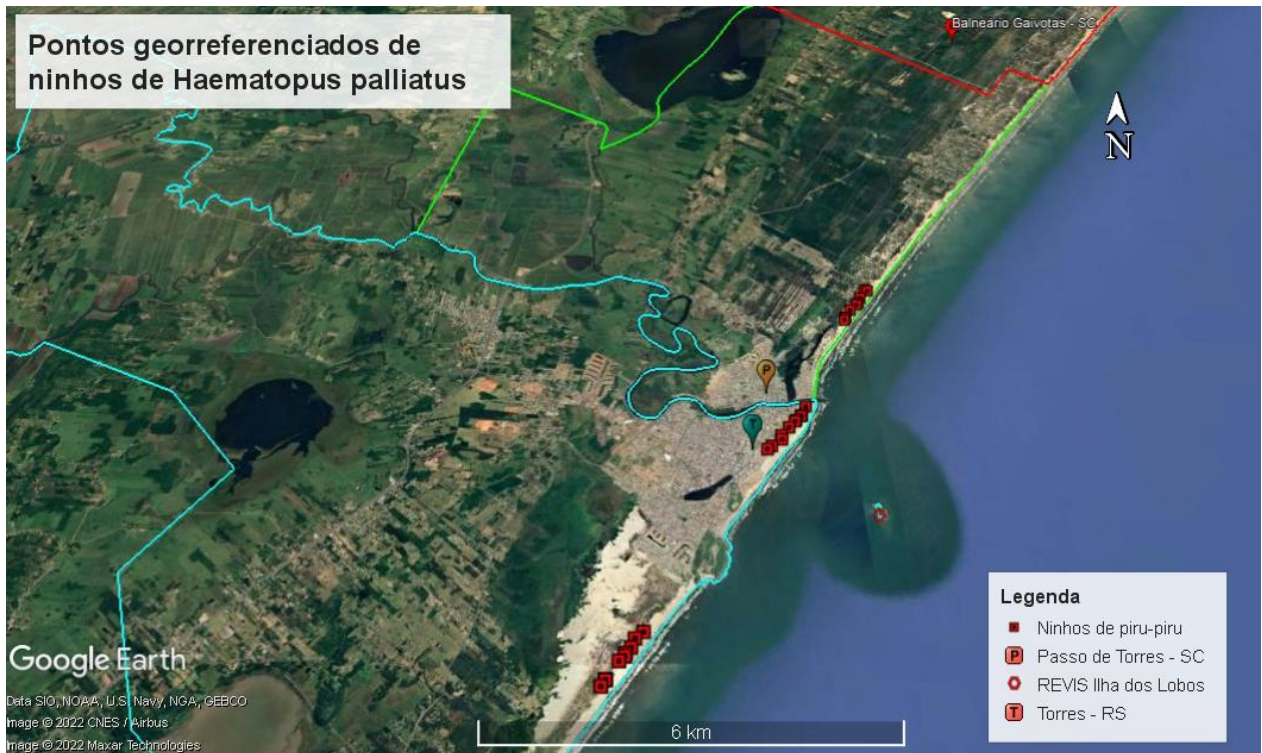 Pontos georreferenciados de
ninhos de Haematopus palliatus
Balneário Gaivotas - SC
N
P
T
Legenda
Ninhos de piru-piru
P Passo de Torres - SC
REVIS Ilha dos Lobos
T Torres - RS
Google Earth
Data SIO, NOAA, U.S. Navy, NGA, GEBCO
Image © 2022 CNES / Airbus
Image © 2022 Maxar Technologies
6 km